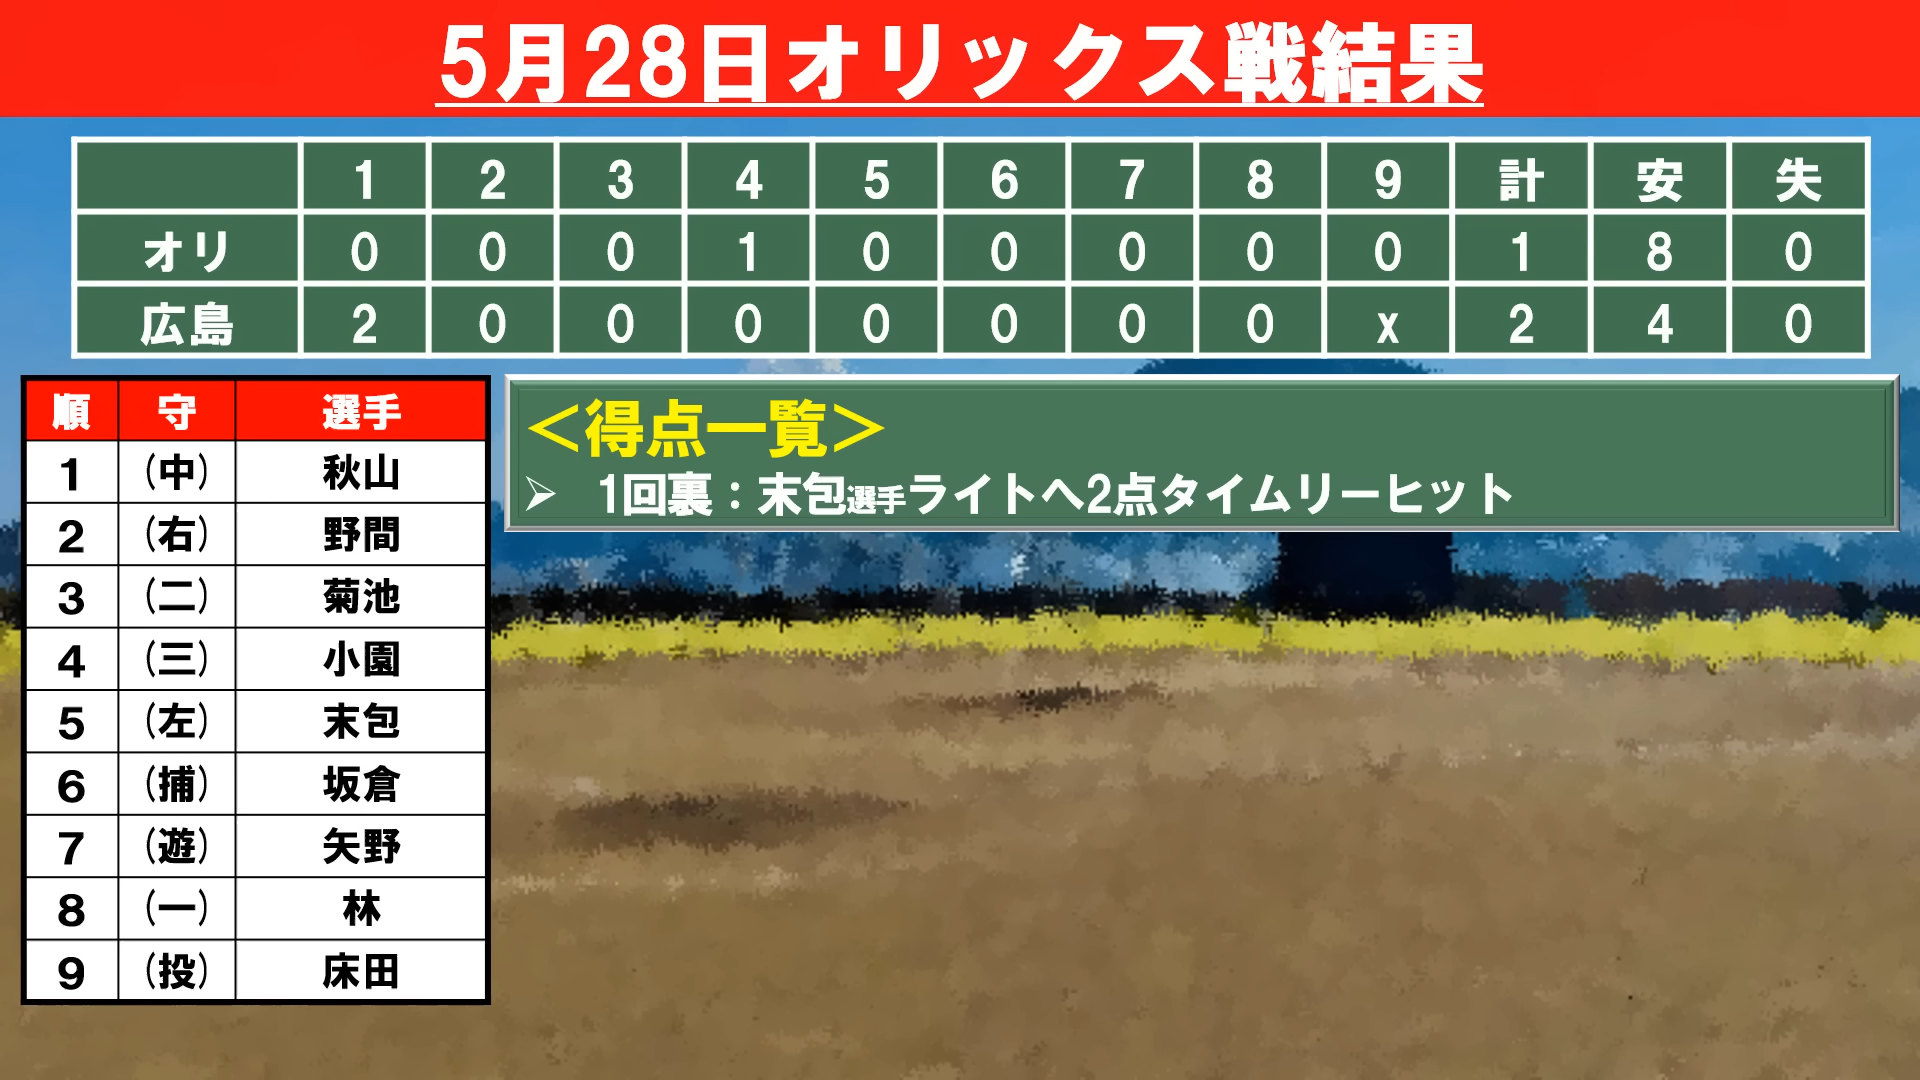 5月28日オリックス戦結果
1 2 3 4 5 6 7 8 9 計 安 失
オリ 0 0 0 1 0 0 0 0 0 1 8 0
広島 2 0 0 0 0 0 0 0 x 2 4 0
順 守 選手
1 (中) 秋山
2 (右) 野間
3 (二) 菊池
4 (三) 小園
5 (左) 末包
6 (捕) 坂倉
7 (遊) 矢野
8 (一) 林
9 (投) 床田
＜得点一覧＞
➢ 1回裏：末包選手ライトへ2点タイムリーヒット